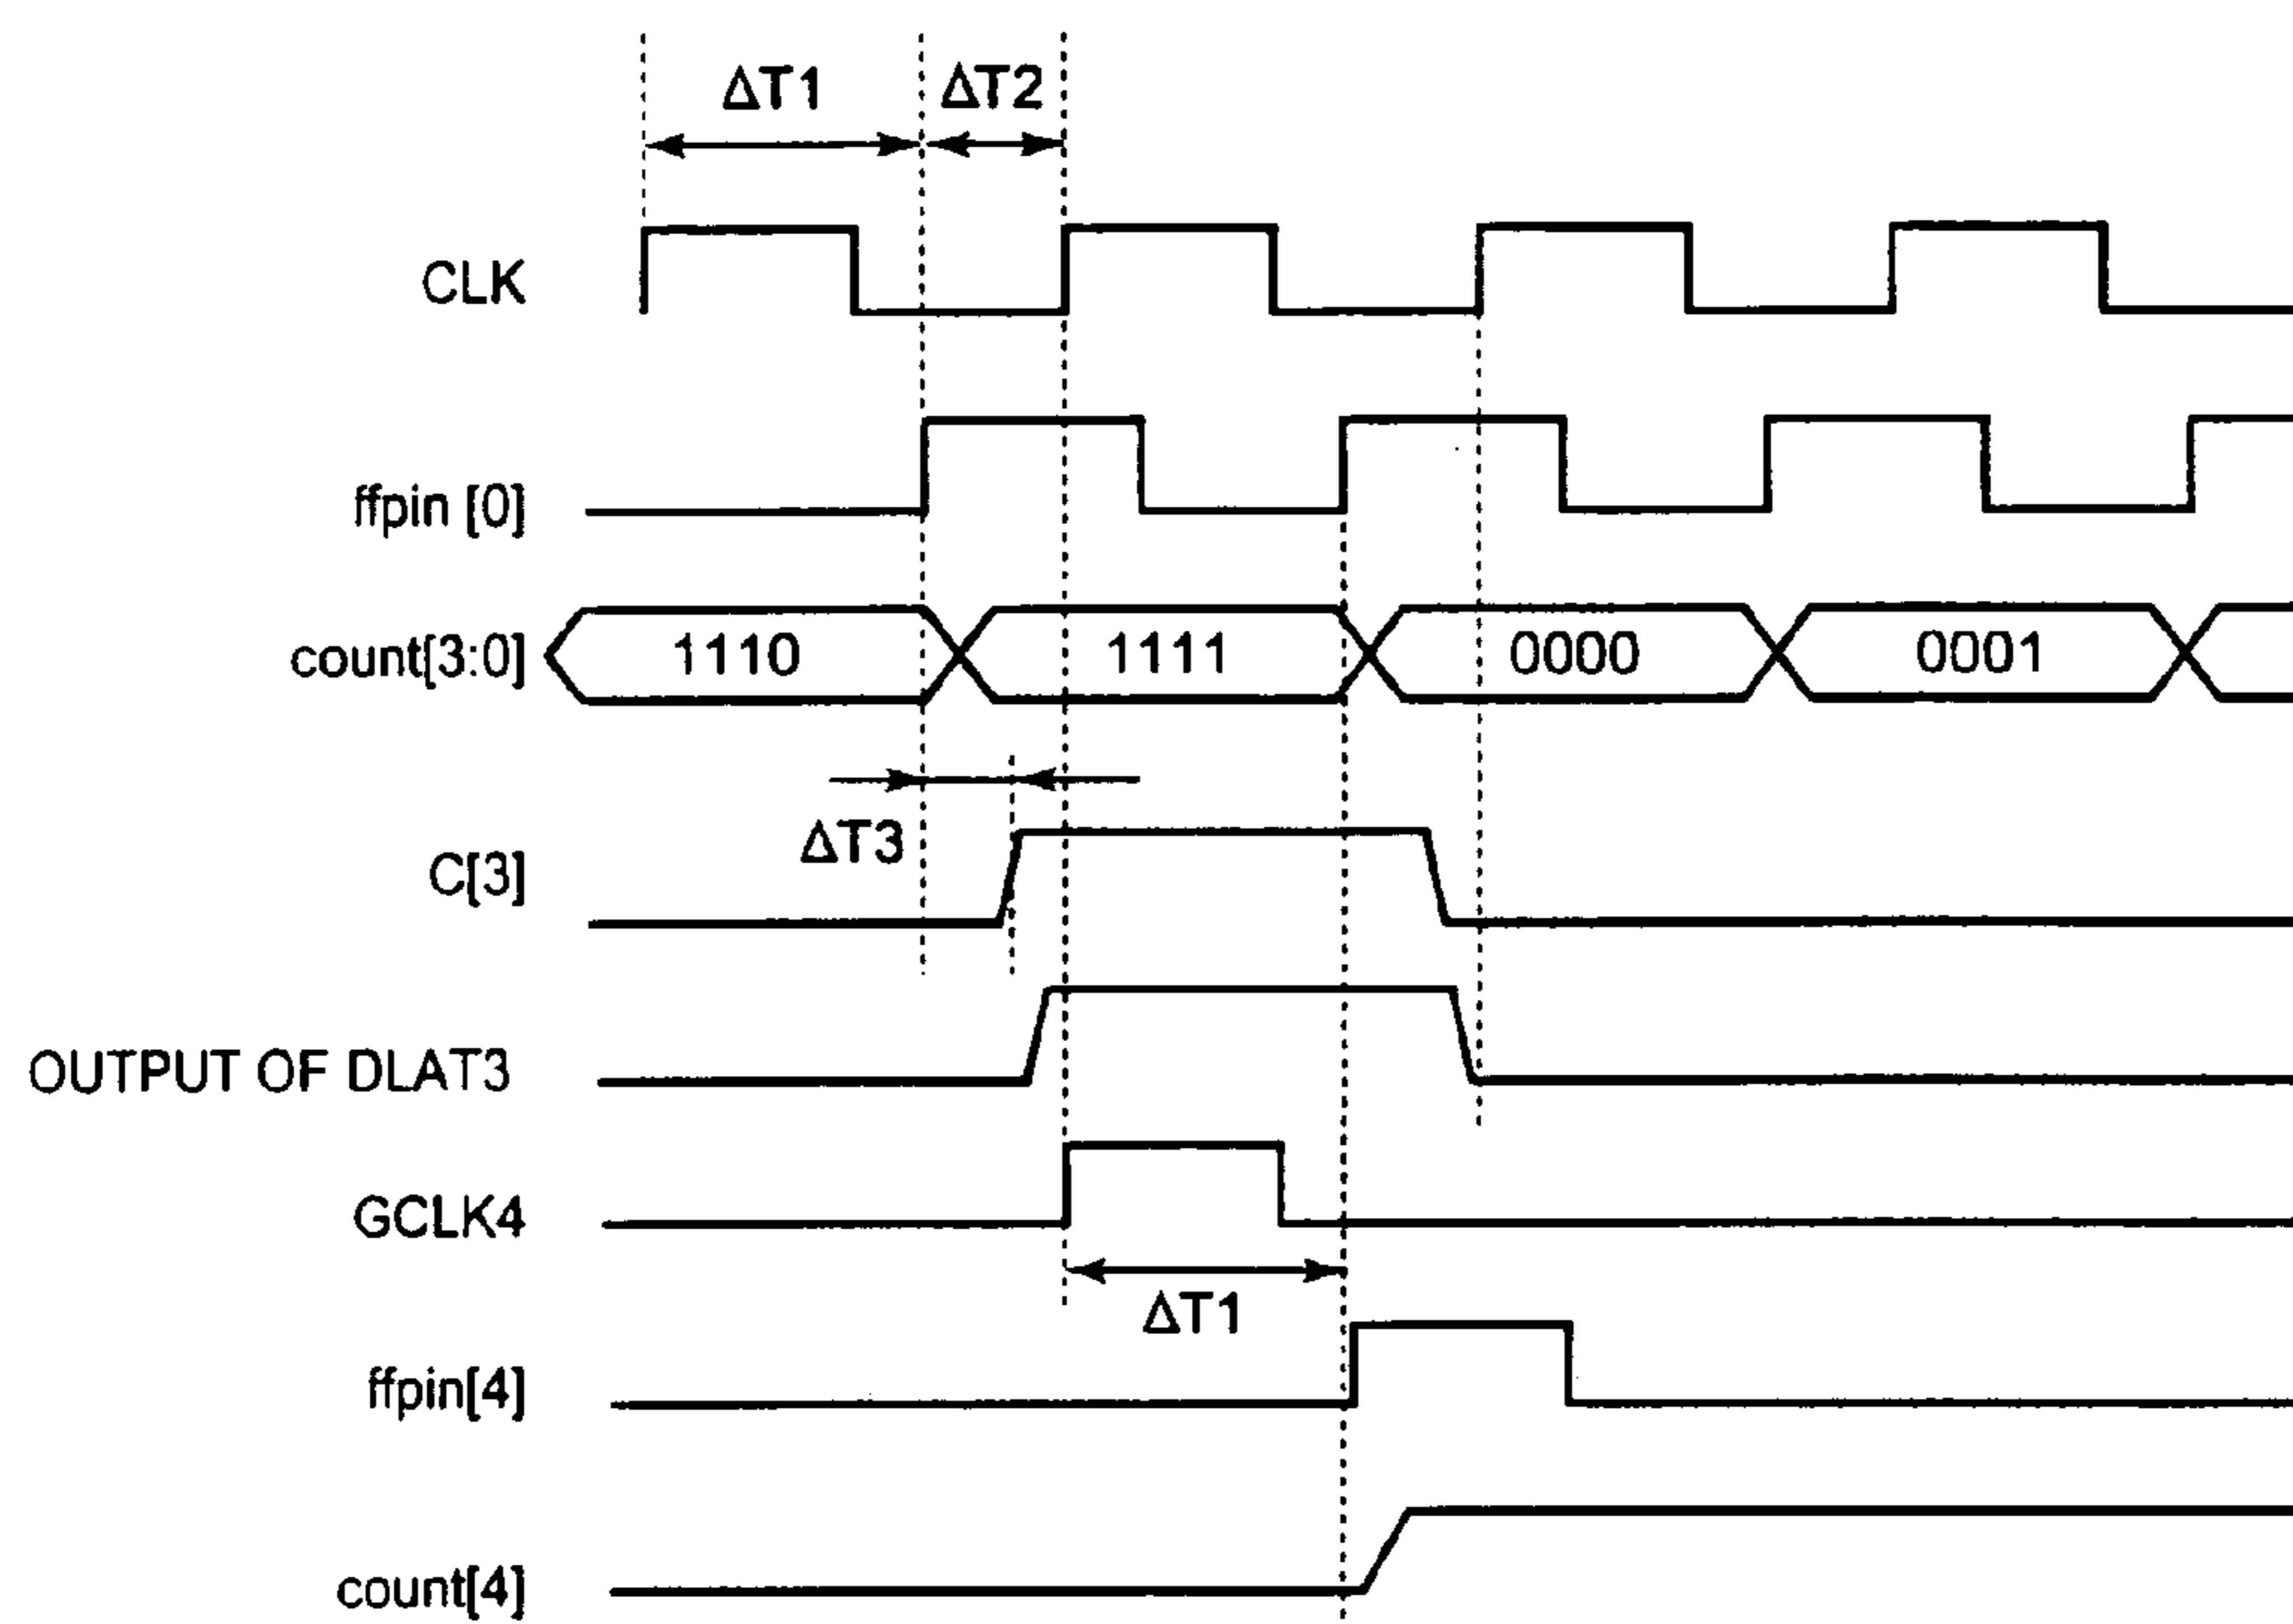 ΔT1 ΔT2
CLK
ffpin [0]
count[3:0] 1110 1111 0000 0001
ΔT3
C[3]
OUTPUT OF DLAT3
GCLK4
ΔT1
ffpin[4]
count[4]